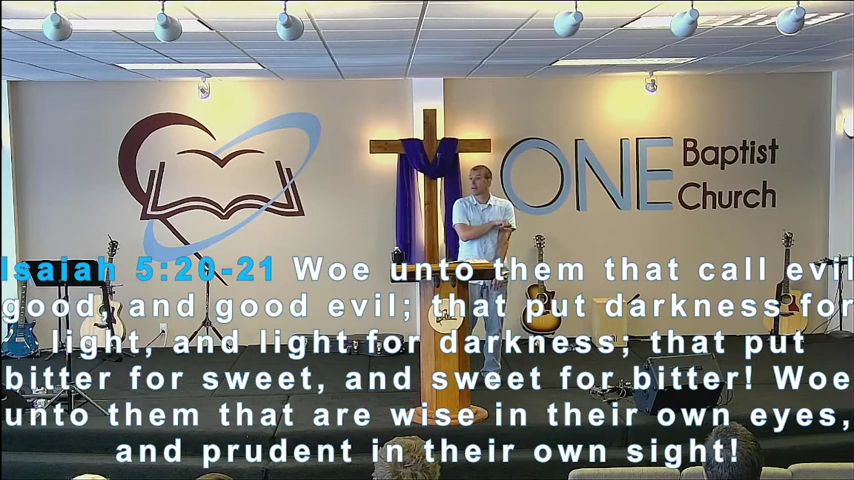 ONE Baptist
Church
Isaiah 5:20-21 Woe unto them that call evil
good, and good evil; that put darkness for
light, and light for darkness; that put
bitter for sweet, and sweet for bitter! Woe
unto them that are wise in their own eyes,
and prudent in their own sight!